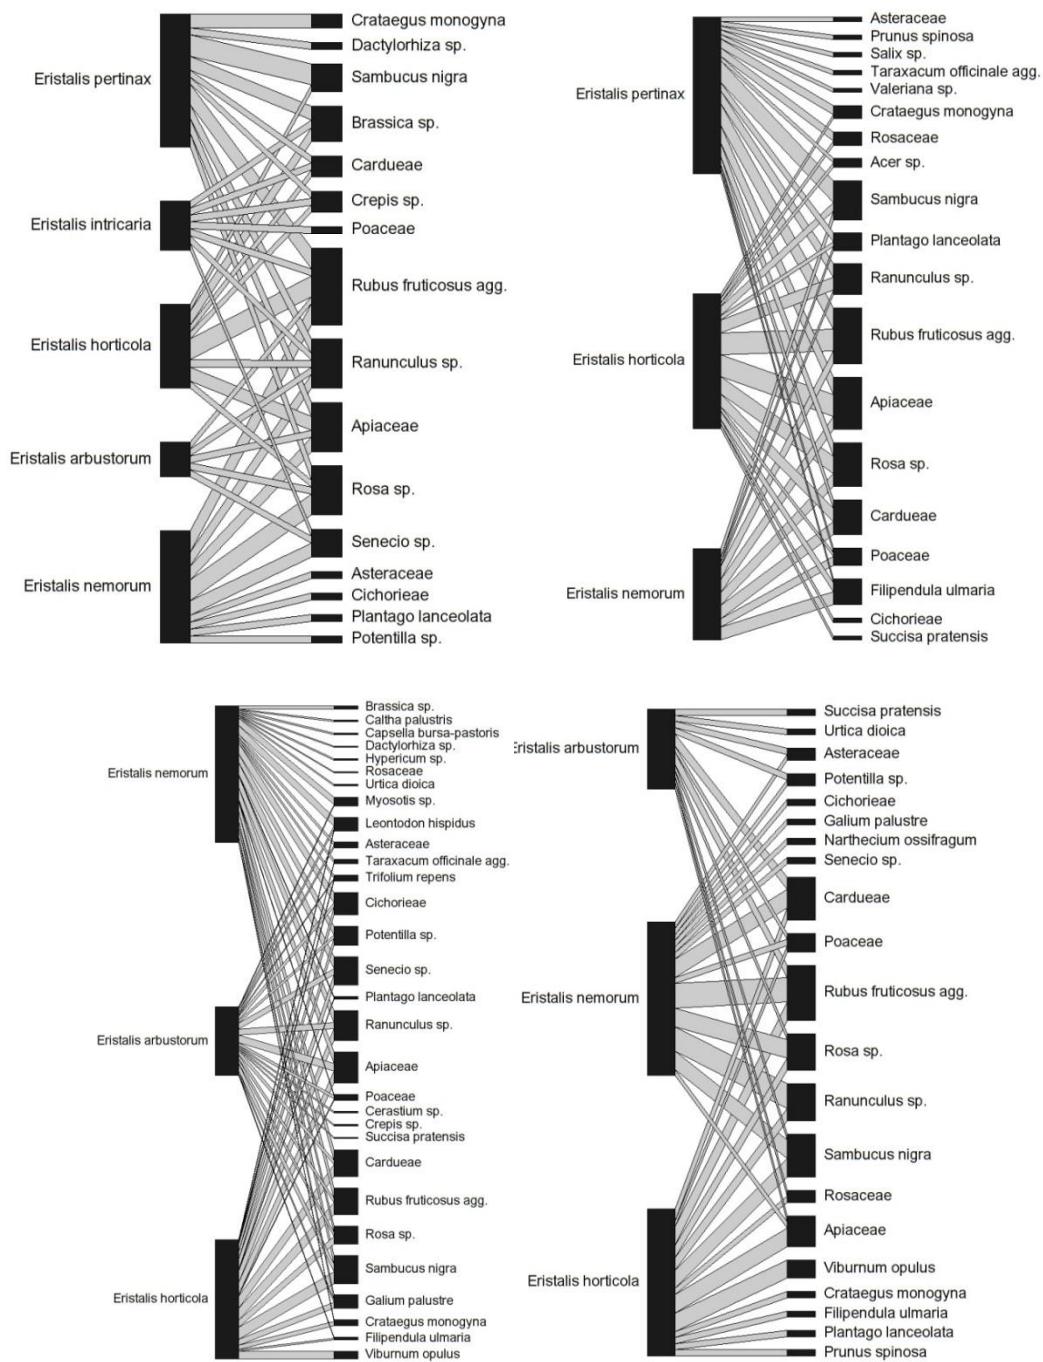 Eristalis pertinax
Eristalis intricaria
Eristalis horticola
Eristalis arbustorum
Eristalis nemorum
Crataegus monogyna
Dactylorhiza sp.
Sambucus nigra
Brassica sp.
Cardueae
Crepis sp.
Poaceae
Rubus fruticosus agg.
Ranunculus sp.
Apiaceae
Rosa sp.
Senecio sp.
Asteraceae
Cichorieae
Plantago lanceolata
Potentilla sp.
Eristalis pertinax
Eristalis horticola
Eristalis nemorum
Asteraceae
Prunus spinosa
Salix sp.
Taraxacum officinale agg.
Valeriana sp.
Crataegus monogyna
Rosaceae
Acer sp.
Sambucus nigra
Plantago lanceolata
Ranunculus sp.
Rubus fruticosus agg.
Apiaceae
Rosa sp.
Cardueae
Poaceae
Filipendula ulmaria
Cichorieae
Succisa pratensis
Eristalis nemorum
Eristalis arbustorum
Eristalis horticola
Brassica sp.
Caltha palustris
Capsella bursa-pastoris
Dactylorhiza sp.
Hypericum sp.
Rosaceae
Urtica dioica
Myosotis sp.
Leontodon hispidus
Asteraceae
Taraxacum officinale agg.
Trifolium repens
Cichorieae
Potentilla sp.
Senecio sp.
Plantago lanceolata
Ranunculus sp.
Apiaceae
Poaceae
Cerastium sp.
Crepis sp.
Succisa pratensis
Cardueae
Rubus fruticosus agg.
Rosa sp.
Sambucus nigra
Galium palustre
Crataegus monogyna
Filipendula ulmaria
Viburnum opulus
Eristalis arbustorum
Eristalis nemorum
Eristalis horticola
Succisa pratensis
Urtica dioica
Asteraceae
Potentilla sp.
Cichorieae
Galium palustre
Narthecium ossifragum
Senecio sp.
Cardueae
Poaceae
Rubus fruticosus agg.
Rosa sp.
Ranunculus sp.
Sambucus nigra
Rosaceae
Apiaceae
Viburnum opulus
Crataegus monogyna
Filipendula ulmaria
Plantago lanceolata
Prunus spinosa